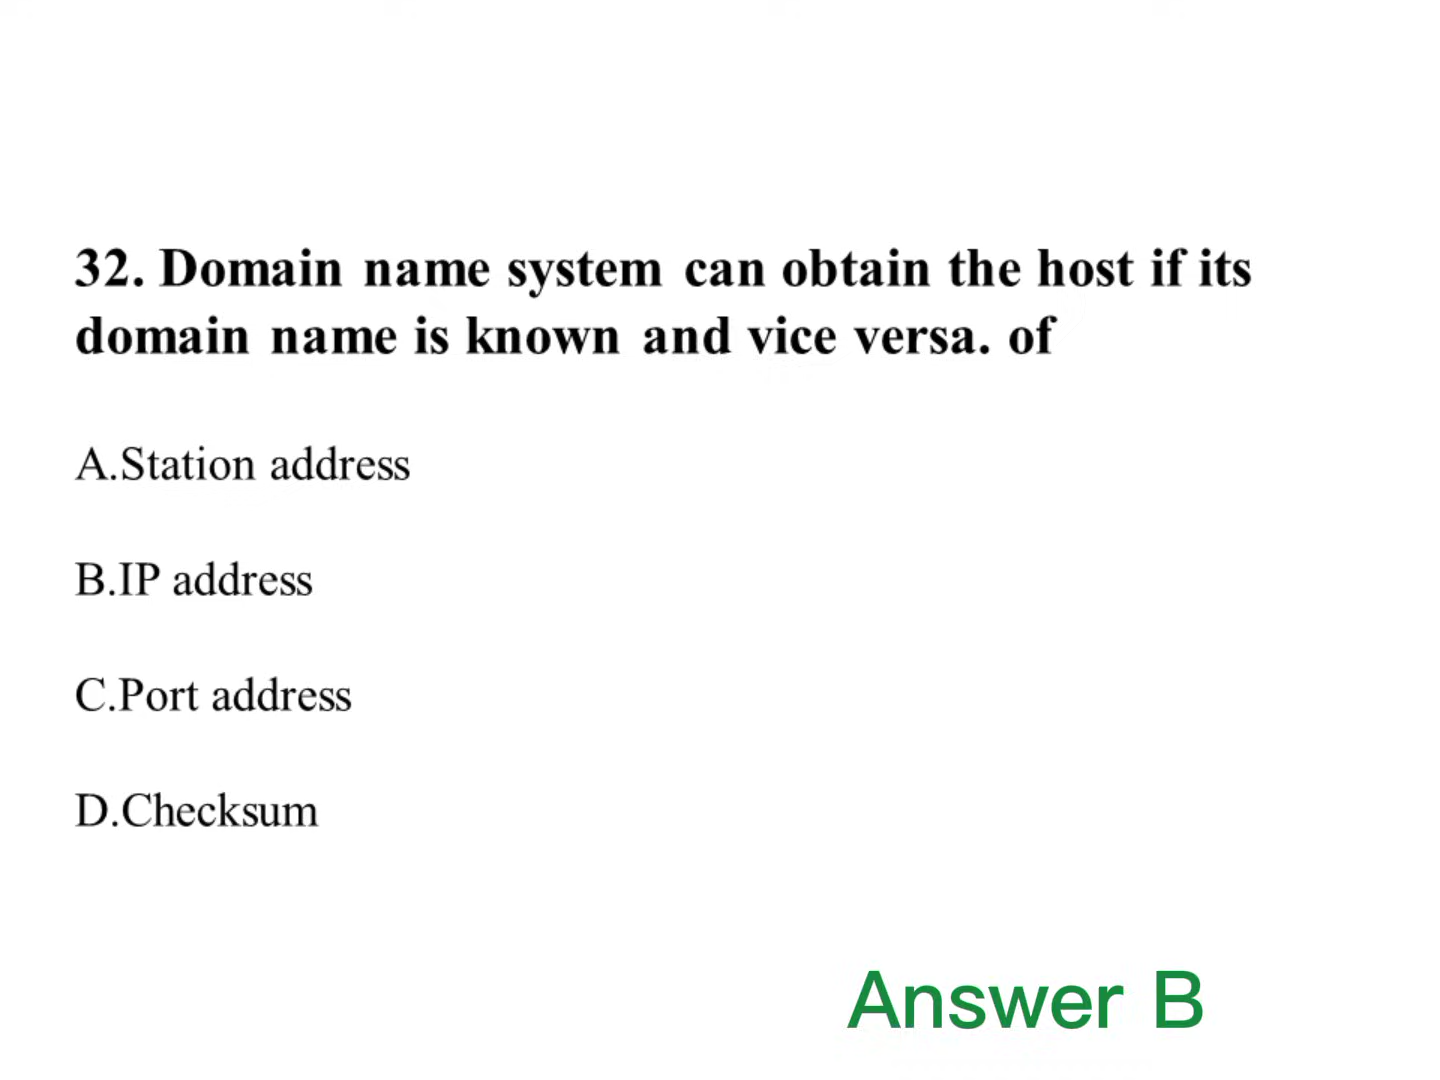 32. Domain name system can obtain the host if its
domain name is known and vice versa. of
A.Station address
B.IP address
C.Port address
D.Checksum
Answer B